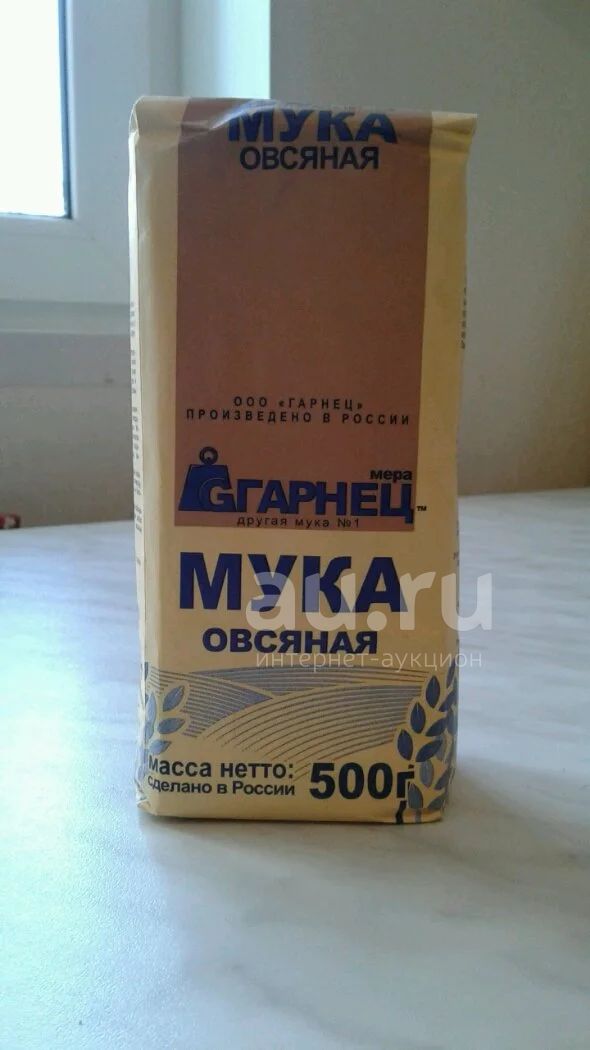 МУКА
ОВСЯНАЯ
ООО «ГАРНЕЦ»
ПРОИЗВЕДЕНО В РОССИИ
мера
GГАРНЕЦ™
другая мука №1
МУКА
ОВСЯНАЯ
au.ru
интернет-аукцион
масса нетто: 500г
сделано в России